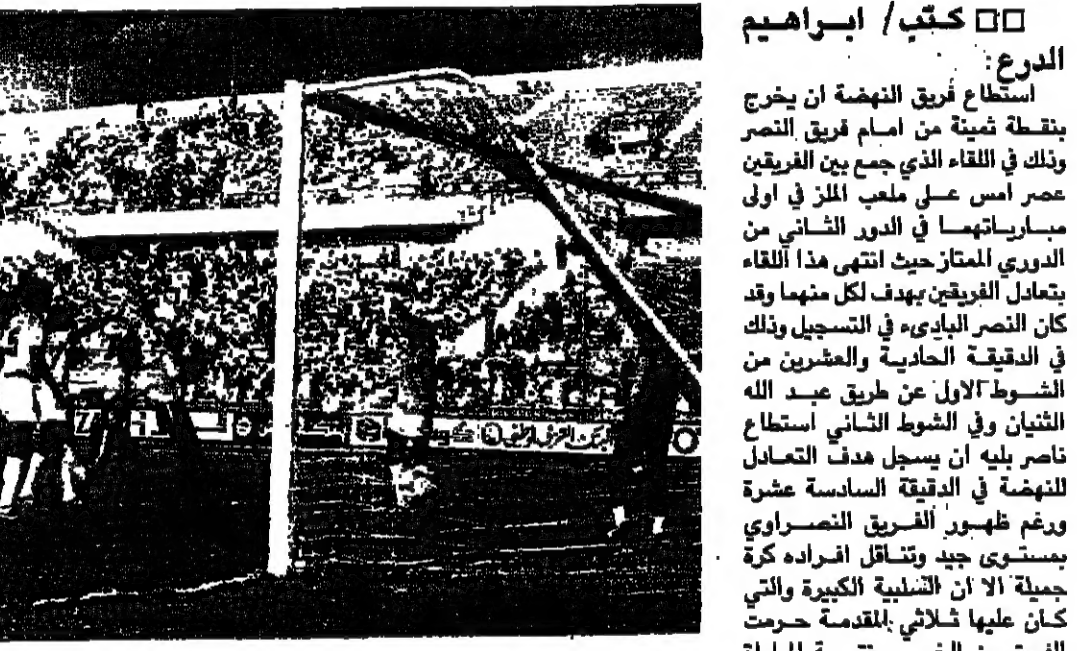 كتب/ ابراهيم
الدرع:
استطاع فريق النهضة ان يخرج
بنقطة ثمينة من امام فريق النصر
وذلك في اللقاء الذي جمع بين الفريقين
عصر امس على ملعب الملز في اولى
مبارياتهما في الدور الثاني من
الدوري الممتاز حيث انتهى هذا اللقاء
بتعادل الفريقين بهدف لكل منهما وقد
كان النصر الباديء في التسجيل وذلك
في الدقيقة الحادية والعشرين من
الشوط الاول عن طريق عبد الله
الثنيان وفي الشوط الثاني استطاع
ناصر بليه ان يسجل هدف التعادل
للنهضة في الدقيقة السادسة عشرة
ورغم ظهور الفريق النصراوي
بمستوى جيد وتناقل افراده كرة
جميلة الا ان السلبية الكبيرة والتي
كان عليها ثلاثي المقدمة حرمت